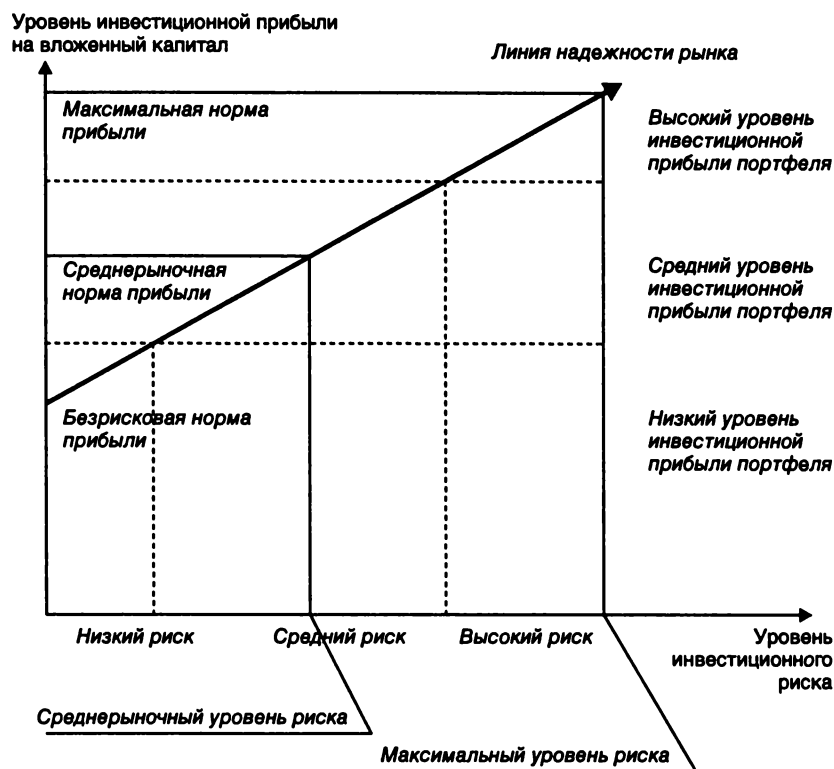 Уровень инвестиционной прибыли
на вложенный капитал
Линия надежности рынка
Максимальная норма
прибыли
Высокий уровень
инвестиционной
прибыли портфеля
Среднерыночная
норма прибыли
Средний уровень
инвестиционной
прибыли портфеля
Безрисковая норма
прибыли
Низкий уровень
инвестиционной
прибыли портфеля
Низкий риск
Средний риск
Высокий риск
Уровень
инвестиционного
риска
Среднерыночный уровень риска
Максимальный уровень риска